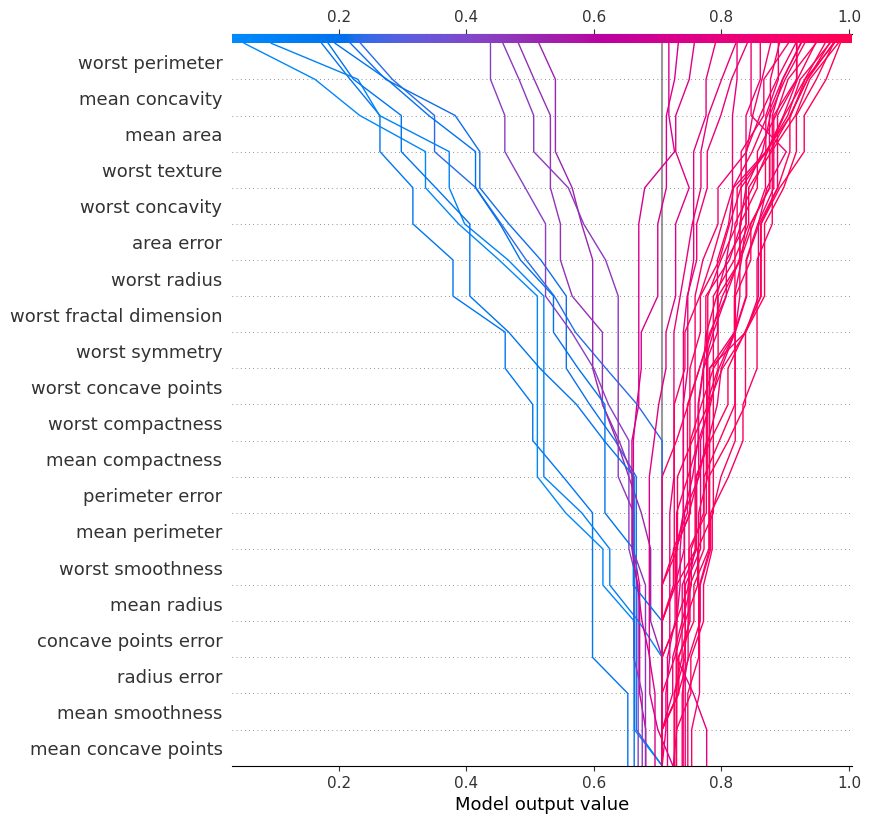 0.2 0.4 0.6 0.8 1.0
worst perimeter
mean concavity
mean area
worst texture
worst concavity
area error
worst radius
worst fractal dimension
worst symmetry
worst concave points
worst compactness
mean compactness
perimeter error
mean perimeter
worst smoothness
mean radius
concave points error
radius error
mean smoothness
mean concave points
0.2 0.4 0.6 0.8 1.0
Model output value